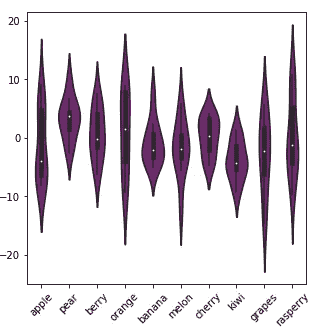 20
10
0
−10
−20
apple
pear
berry
orange
banana
melon
cherry
kiwi
grapes
rasperry